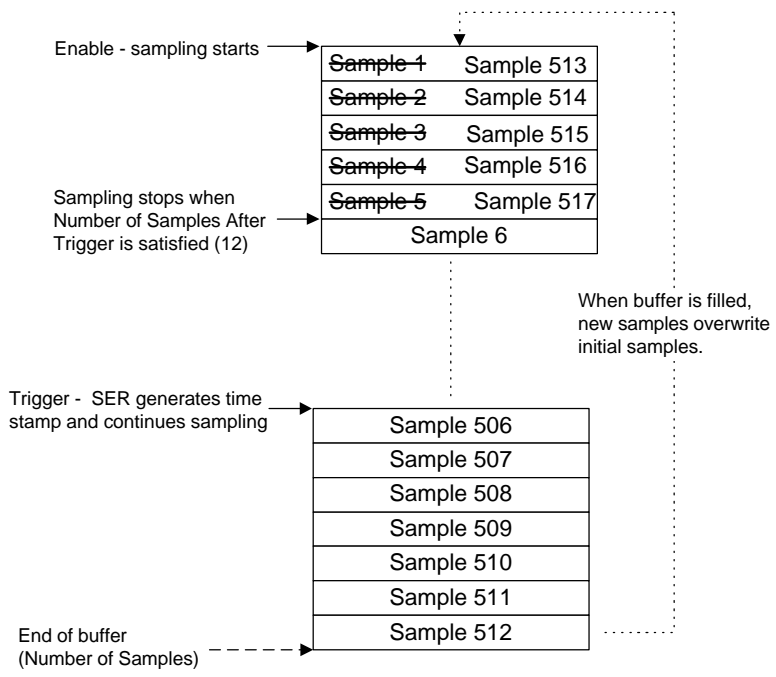 Enable - sampling starts
Sample 1 Sample 513
Sample 2 Sample 514
Sample 3 Sample 515
Sample 4 Sample 516
Sample 5 Sample 517
Sampling stops when
Number of Samples After
Trigger is satisfied (12)
Sample 6
When buffer is filled,
new samples overwrite
initial samples.
Trigger - SER generates time
stamp and continues sampling
Sample 506
Sample 507
Sample 508
Sample 509
Sample 510
Sample 511
Sample 512
End of buffer
(Number of Samples)